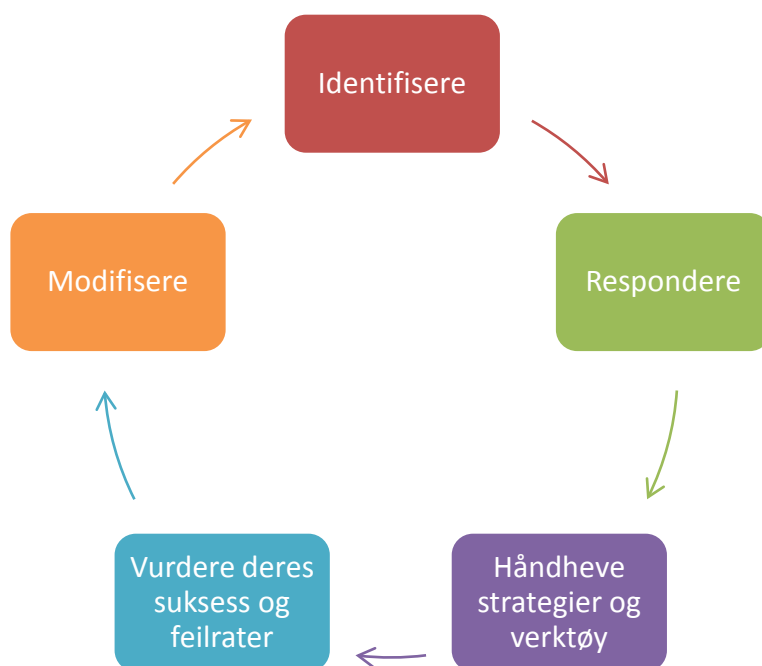 Identifisere
Respondere
Håndheve
strategier og
verktøy
Vurdere deres
suksess og
feilrater
Modifisere